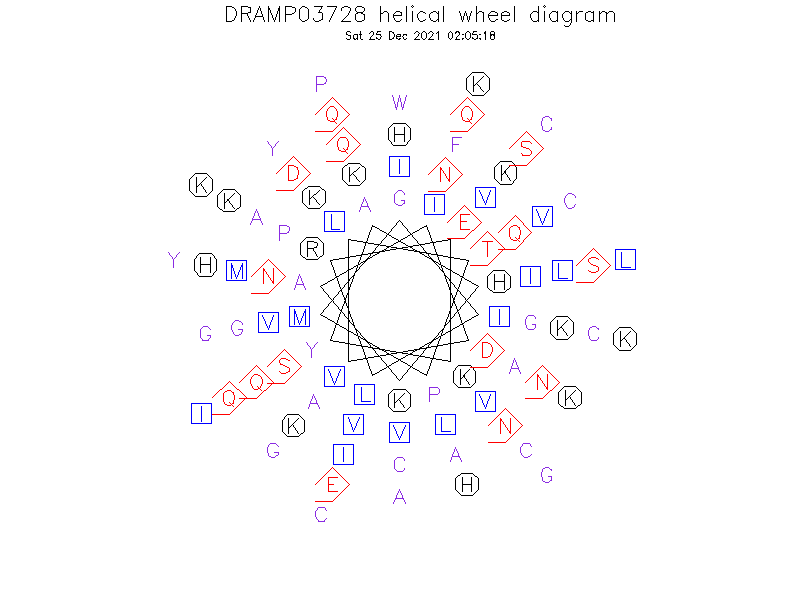 DRAMP03728 helical wheel diagram
Sat 25 Dec 2021 02:05:18
P K
W
Q Q
C
H
Q F
Y S
I
D K N K
K
K K G V C
A I
A L E V
P Q
R T
Y H S L
M L
N I
A H
M I
V G
G K
G C
K
Y D
S A
V K
Q N
L P
Q K
A K V
I
K V L N
V
G I A C
C
G
E H
A
C